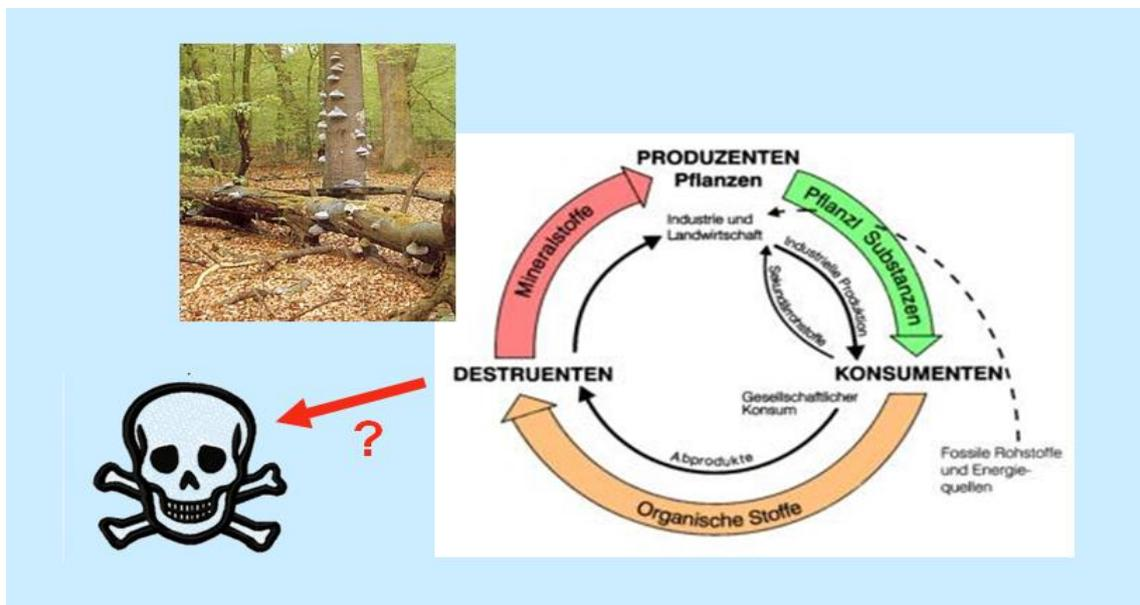 PRODUZENTEN
Pflanzen
Pflanzl Substanzen
Industrie und
Landwirtschaft
Industrielle Produktion
Sekundärrohstoffe
Mineralstoffe
DESTRUENTEN
KONSUMENTEN
Gesellschaftlicher
Konsum
?
Abprodukte
Fossile Rohstoffe
und Energie-
quellen
Organische Stoffe